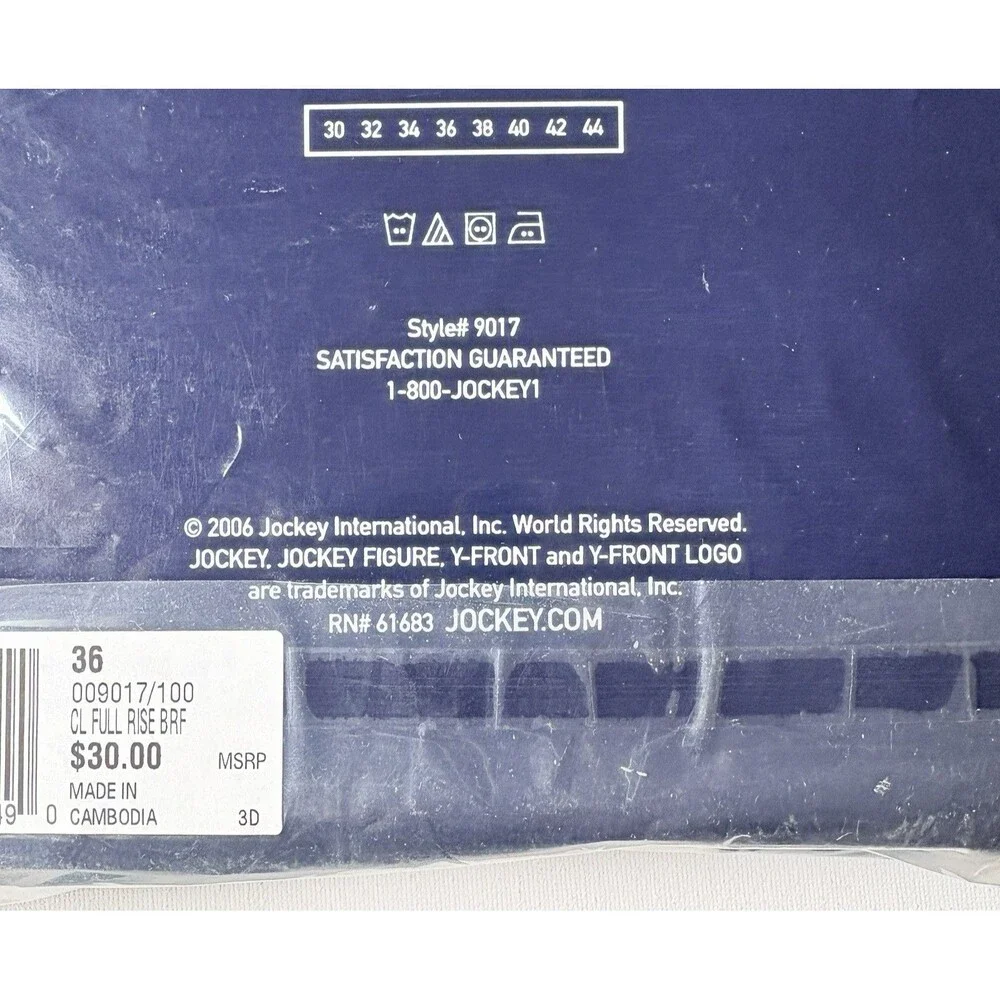 30 32 34 36 38 40 42 44
Style# 9017
SATISFACTION GUARANTEED
1-800-JOCKEY1
© 2006 Jockey International, Inc. World Rights Reserved.
JOCKEY, JOCKEY FIGURE, Y-FRONT and Y-FRONT LOGO
are trademarks of Jockey International, Inc.
RN# 61683 JOCKEY.COM
36
009017/100
CL FULL RISE BRF
$30.00 MSRP
MADE IN
CAMBODIA 3D
49 0